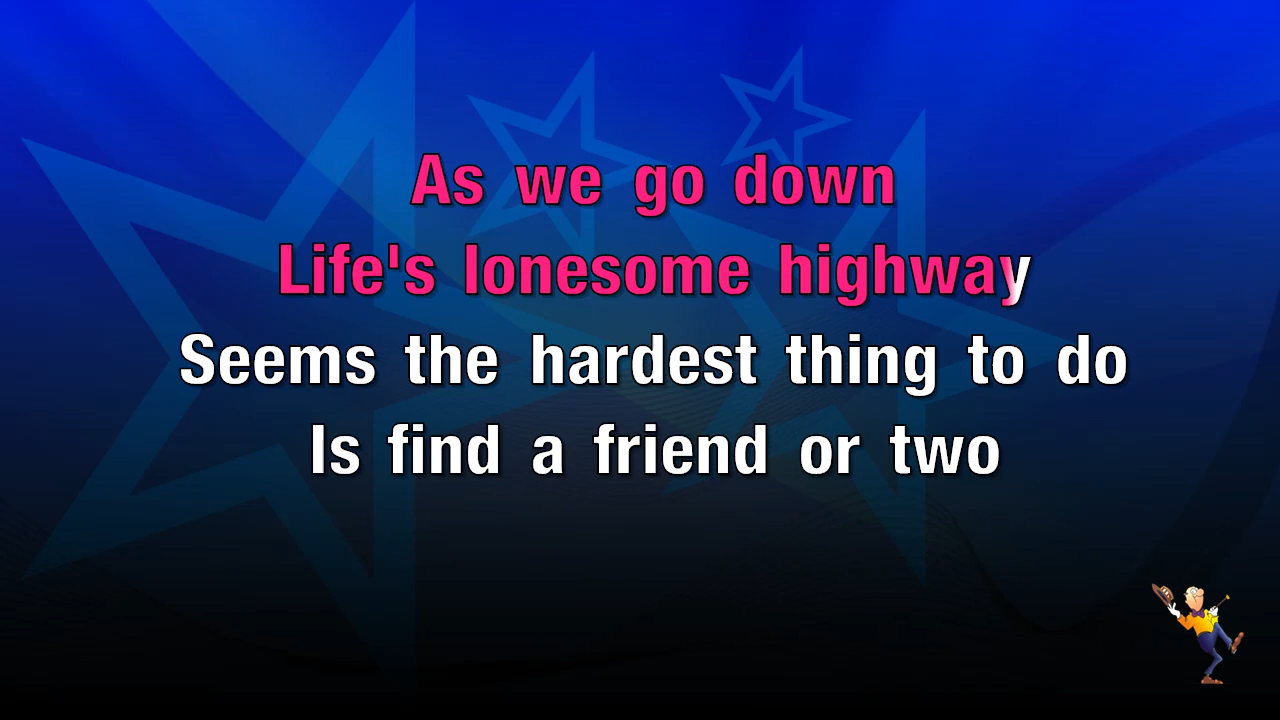 As we go down
Life's lonesome highway
Seems the hardest thing to do
Is find a friend or two